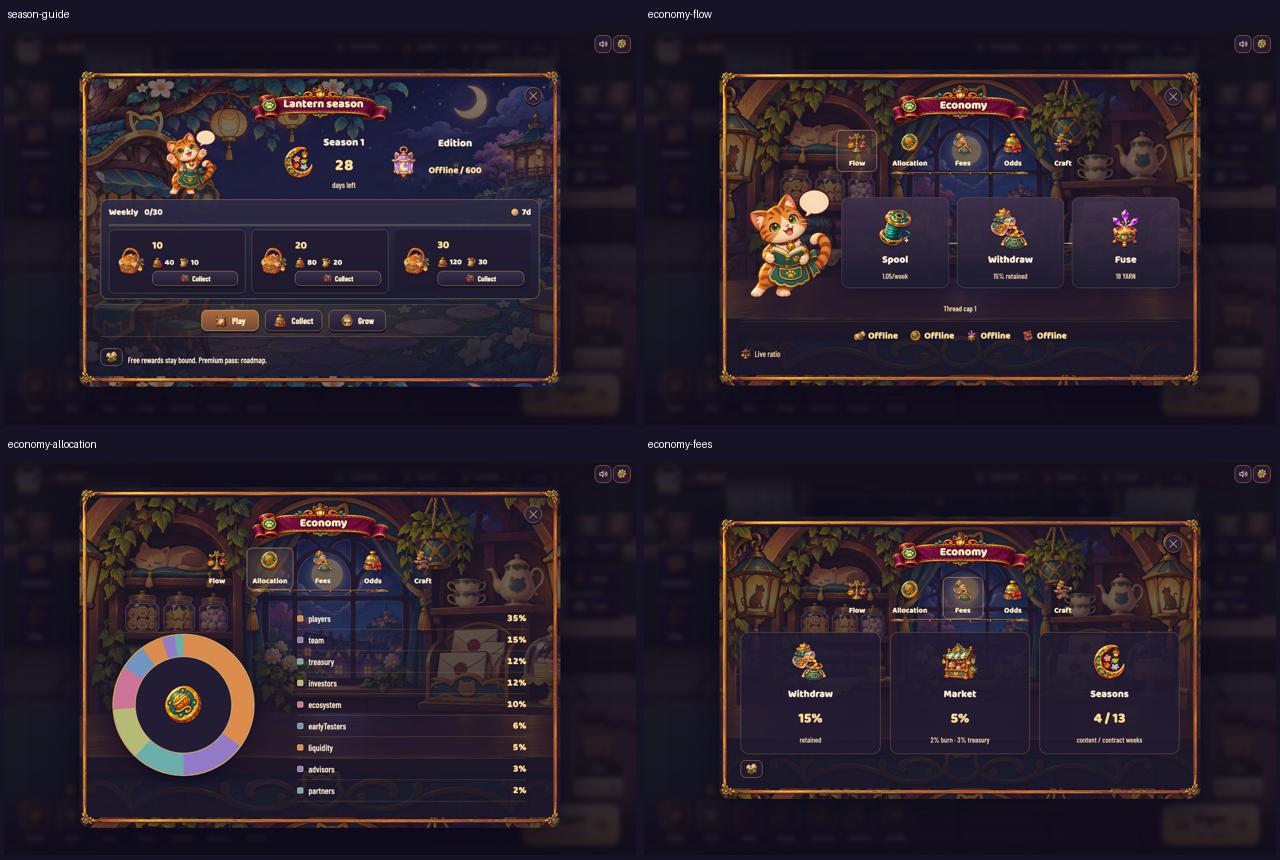 season-guide
Lantern season
Season 1
28
days left
Edition
Offline / 600
Weekly 0/30
7d
10
40 10
Collect
20
80 20
Collect
30
120 30
Collect
Play
Collect
Grow
Free rewards stay bound. Premium pass: roadmap.
economy-flow
Economy
Flow
Allocation
Fees
Odds
Craft
Spool
1.05/week
Withdraw
15% retained
Fuse
18 YARN
Thread cap 1
Offline
Offline
Offline
Offline
Live ratio
economy-allocation
Economy
Flow
Allocation
Fees
Odds
Craft
players 35%
team 15%
treasury 12%
investors 12%
ecosystem 10%
earlyTesters 6%
liquidity 5%
advisors 3%
partners 2%
economy-fees
Economy
Flow
Allocation
Fees
Odds
Craft
Withdraw
15%
retained
Market
5%
2% burn · 3% treasury
Seasons
4 / 13
content / contract weeks